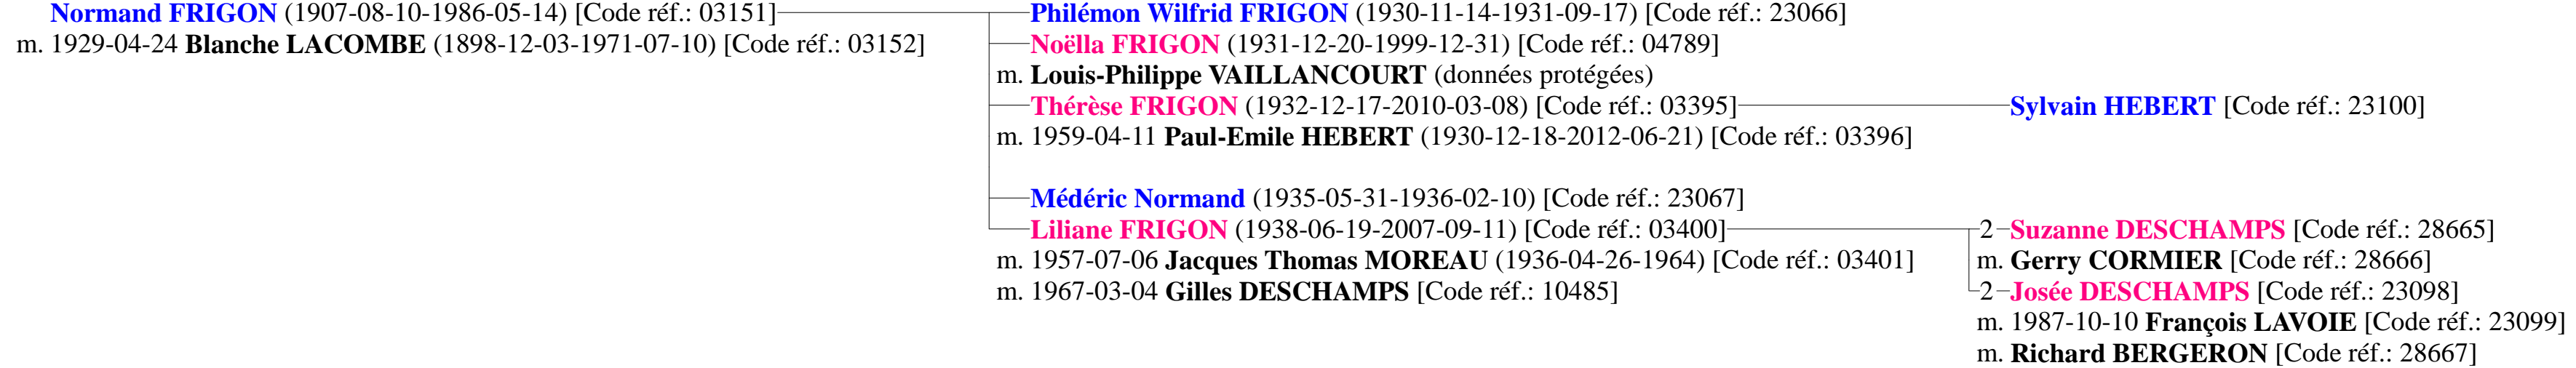 Normand FRIGON (1907-08-10-1986-05-14) [Code réf.: 03151]
m. 1929-04-24 Blanche LACOMBE (1898-12-03-1971-07-10) [Code réf.: 03152]
Philémon Wilfrid FRIGON (1930-11-14-1931-09-17) [Code réf.: 23066]
Noëlla FRIGON (1931-12-20-1999-12-31) [Code réf.: 04789]
m. Louis-Philippe VAILLANCOURT (données protégées)
Thérèse FRIGON (1932-12-17-2010-03-08) [Code réf.: 03395]
m. 1959-04-11 Paul-Emile HEBERT (1930-12-18-2012-06-21) [Code réf.: 03396]
Sylvain HEBERT [Code réf.: 23100]
Médéric Normand (1935-05-31-1936-02-10) [Code réf.: 23067]
Liliane FRIGON (1938-06-19-2007-09-11) [Code réf.: 03400]
m. 1957-07-06 Jacques Thomas MOREAU (1936-04-26-1964) [Code réf.: 03401]
m. 1967-03-04 Gilles DESCHAMPS [Code réf.: 10485]
2 Suzanne DESCHAMPS [Code réf.: 28665]
m. Gerry CORMIER [Code réf.: 28666]
2 Josée DESCHAMPS [Code réf.: 23098]
m. 1987-10-10 François LAVOIE [Code réf.: 23099]
m. Richard BERGERON [Code réf.: 28667]